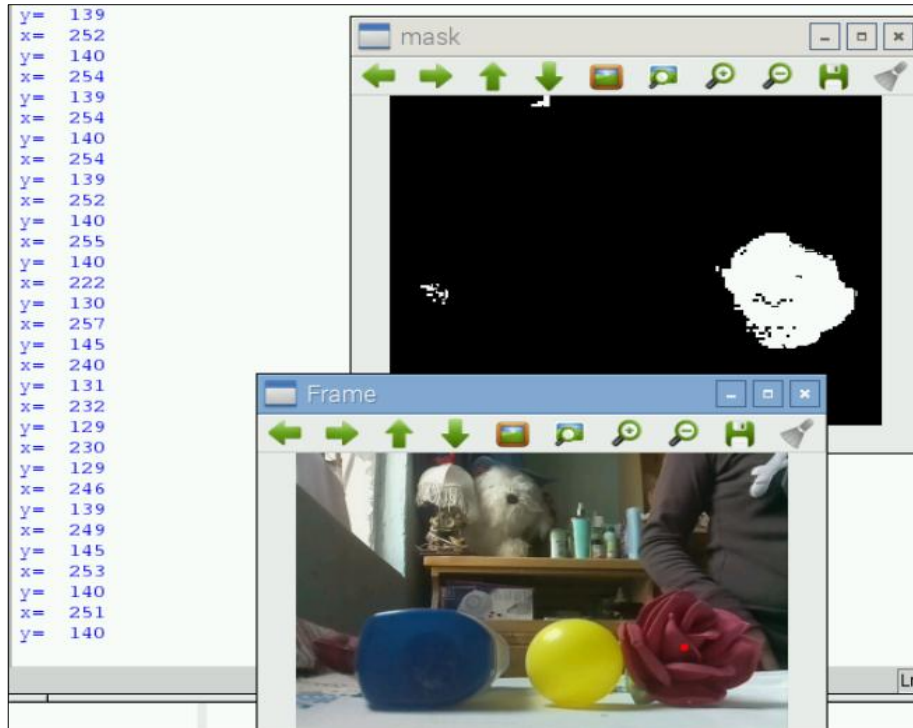 y= 139
x= 252
y= 140
x= 254
y= 139
x= 254
y= 140
x= 254
y= 139
x= 252
y= 140
x= 255
y= 140
x= 222
y= 130
x= 257
y= 145
x= 240
y= 131
x= 232
y= 129
x= 230
y= 129
x= 246
y= 139
x= 249
y= 145
x= 253
y= 140
x= 251
y= 140
mask
Frame